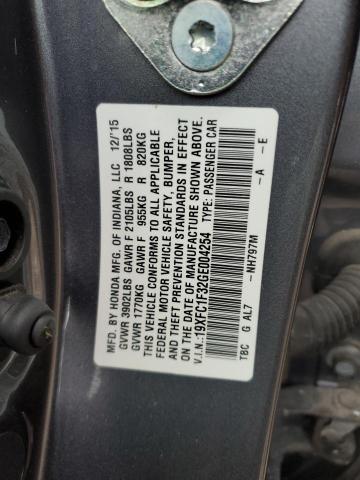 MFD. BY HONDA MFG. OF INDIANA, LLC 12/15
GVWR 3902LBS GAWR F 2105LBS R 1808LBS
GVWR 1770KG GAWR F 955KG R 820KG
THIS VEHICLE CONFORMS TO ALL APPLICABLE
FEDERAL MOTOR VEHICLE SAFETY, BUMPER,
AND THEFT PREVENTION STANDARDS IN EFFECT
ON THE DATE OF MANUFACTURE SHOWN ABOVE.
V.I.N.:19XFC1F32GE004254 TYPE: PASSENGER CAR
TBC G AL7 -NH797M -A -E